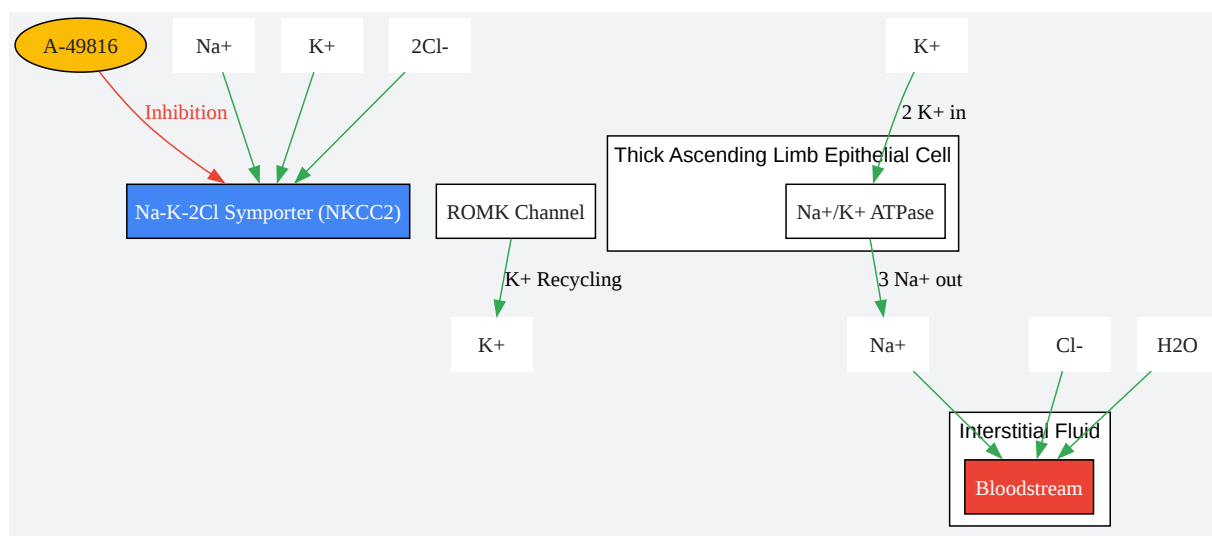 A-49816
Na+
K+
2Cl-
K+
Inhibition
2 K+ in
Thick Ascending Limb Epithelial Cell
Na-K-2Cl Symporter (NKCC2)
ROMK Channel
Na+/K+ ATPase
K+ Recycling
3 Na+ out
K+
Na+
Cl-
H2O
Interstitial Fluid
Bloodstream